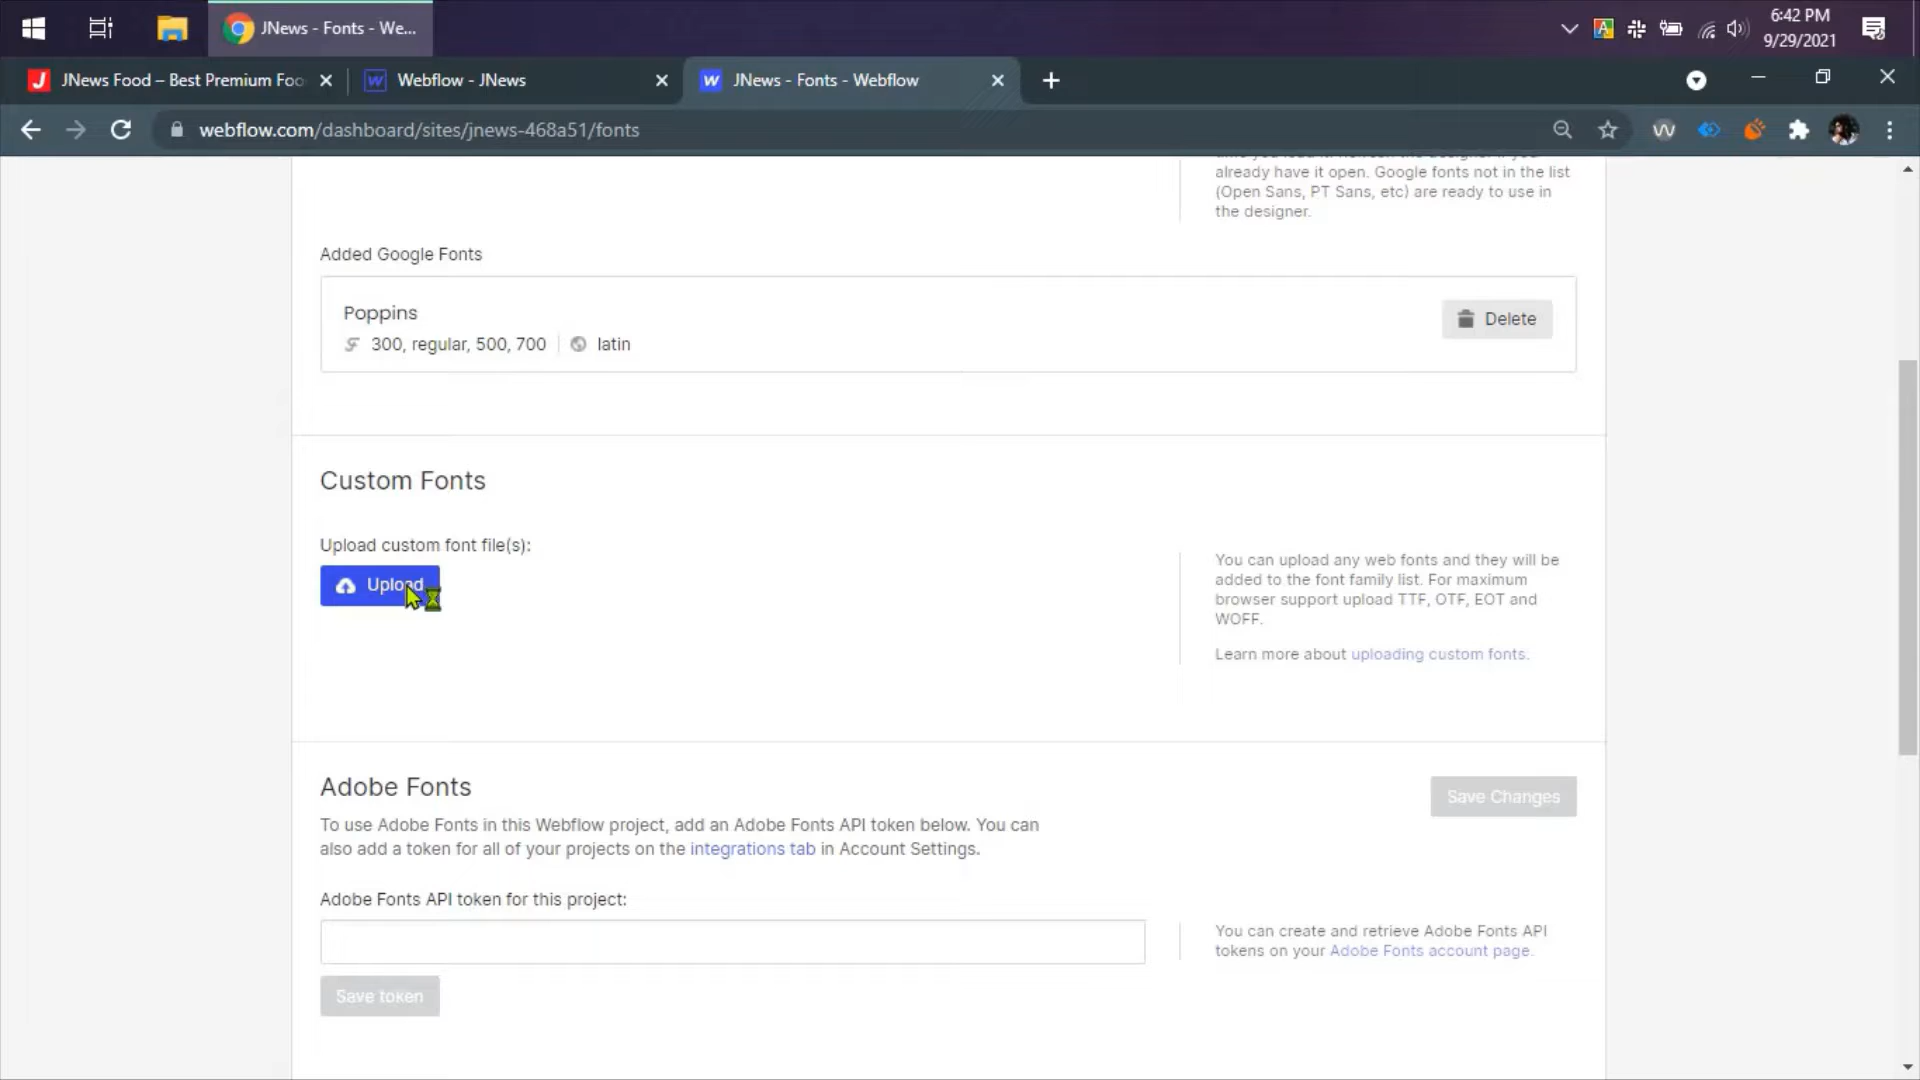 JNews - Fonts - We...
6:42 PM
9/29/2021
JNews Food – Best Premium Foo
Webflow - JNews
JNews - Fonts - Webflow
webflow.com/dashboard/sites/jnews-468a51/fonts
already have it open. Google fonts not in the list
(Open Sans, PT Sans, etc) are ready to use in
the designer.
Added Google Fonts
Poppins
300, regular, 500, 700
latin
Delete
Custom Fonts
Upload custom font file(s):
Upload
You can upload any web fonts and they will be
added to the font family list. For maximum
browser support upload TTF, OTF, EOT and
WOFF.
Learn more about uploading custom fonts.
Adobe Fonts
Save Changes
To use Adobe Fonts in this Webflow project, add an Adobe Fonts API token below. You can
also add a token for all of your projects on the integrations tab in Account Settings.
Adobe Fonts API token for this project:
You can create and retrieve Adobe Fonts API
tokens on your Adobe Fonts account page.
Save token